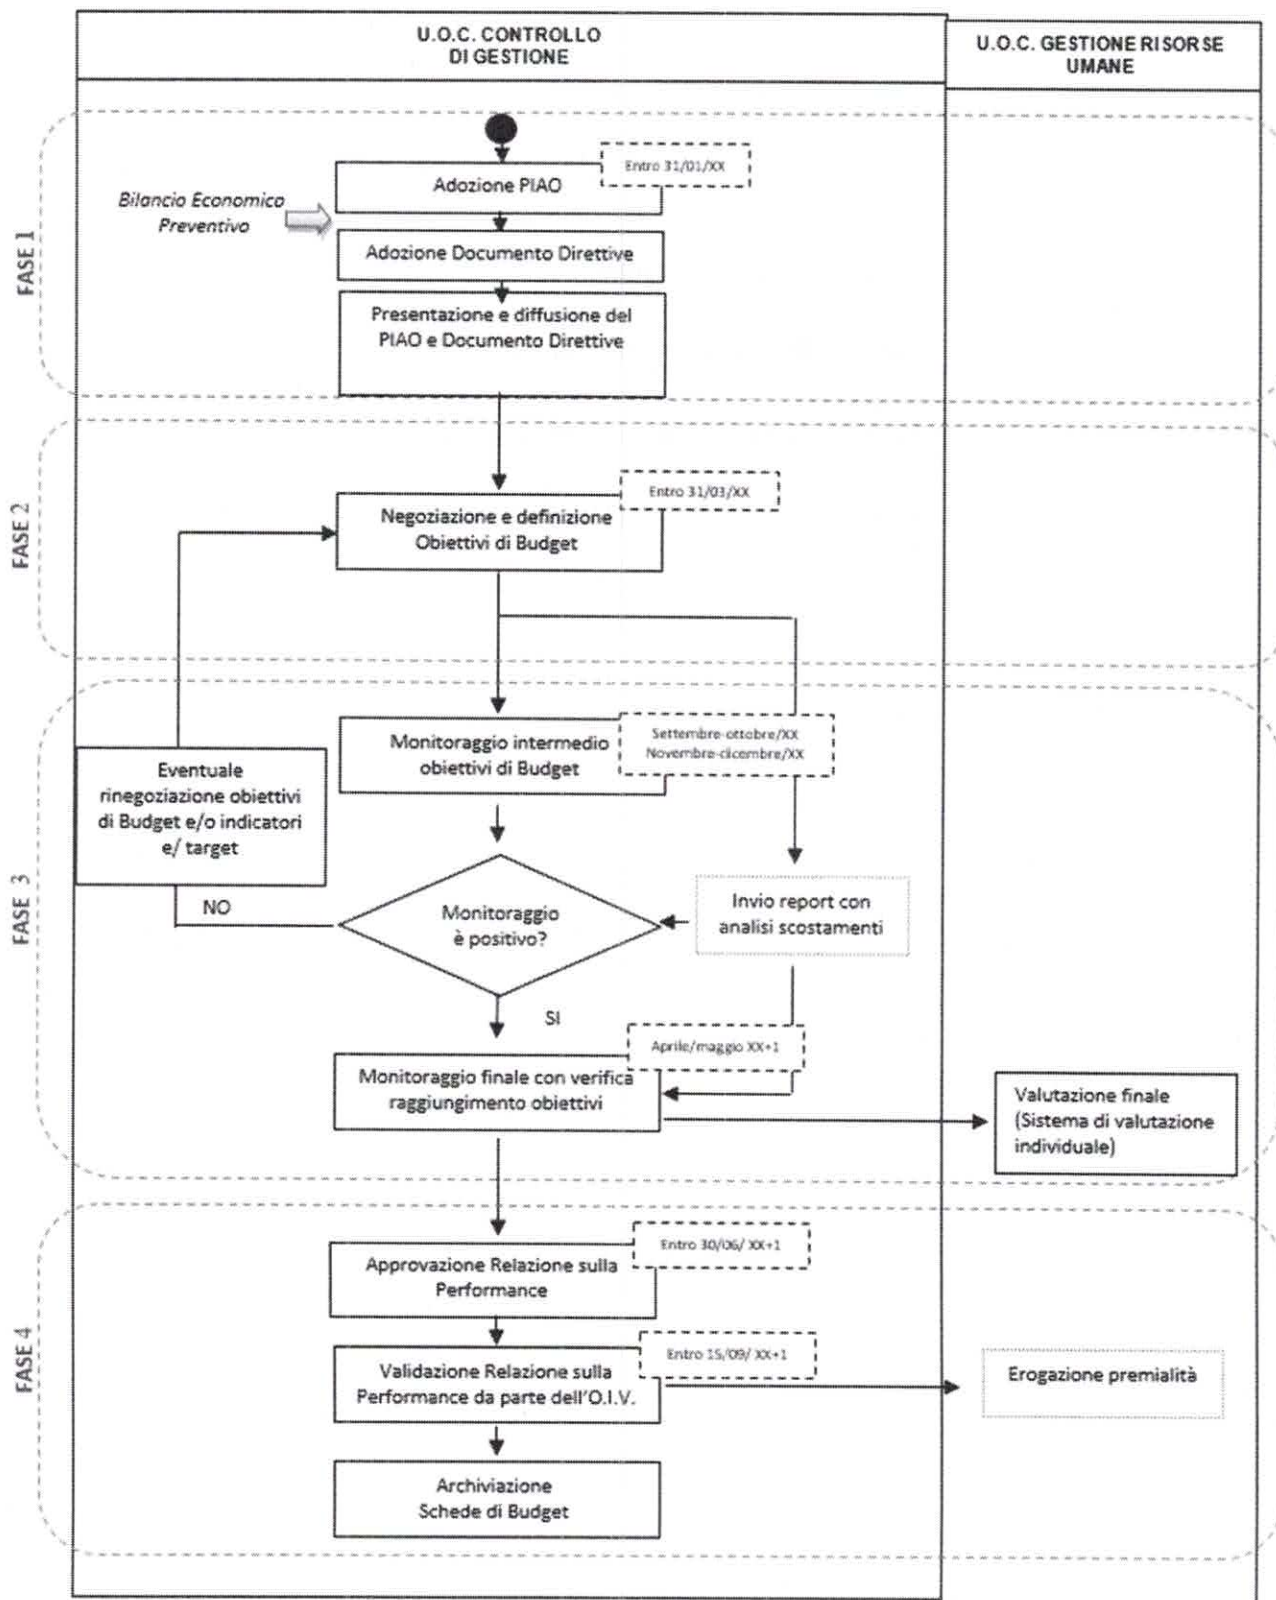 U.O.C. CONTROLLO
DI GESTIONE
U.O.C. GESTIONE RISORSE
UMANE
FASE 1
Entro 31/01/XX
Adozione PIAO
Bilancio Economico
Preventivo
Adozione Documento Direttive
Presentazione e diffusione del
PIAO e Documento Direttive
FASE 2
Entro 31/03/XX
Negoziazione e definizione
Obiettivi di Budget
FASE 3
Settembre-ottobre/XX
Novembre-dicembre/XX
Monitoraggio intermedio
obiettivi di Budget
Eventuale
rinegoziazione obiettivi
di Budget e/o indicatori
e/ target
NO
Monitoraggio
è positivo?
Invio report con
analisi scostamenti
SI
Aprile/maggio XX+1
Monitoraggio finale con verifica
raggiungimento obiettivi
Valutazione finale
(Sistema di valutazione
individuale)
FASE 4
Entro 30/06/ XX+1
Approvazione Relazione sulla
Performance
Entro 15/09/ XX+1
Validazione Relazione sulla
Performance da parte dell'O.I.V.
Erogazione premialità
Archiviazione
Schede di Budget